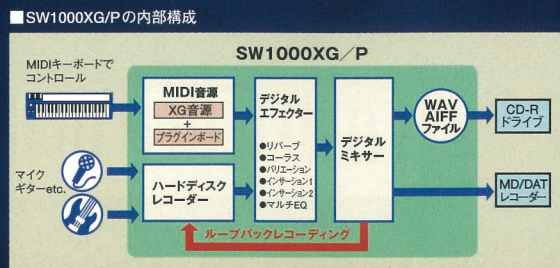 ■SW1000XG/Pの内部構成
SW1000XG／P
MIDIキーボードで
コントロール
MIDI音源
XG音源
+
プラグインボード
デジタル
エフェクター
●リバーブ
●コーラス
●バリエーション
●インサーション1
●インサーション2
●マルチEQ
デジタル
ミキサー
WAV
AIFF
ファイル
CD-R
ドライブ
マイク
ギターetc.
ハードディスク
レコーダー
MD/DAT
レコーダー
ループバックレコーディング